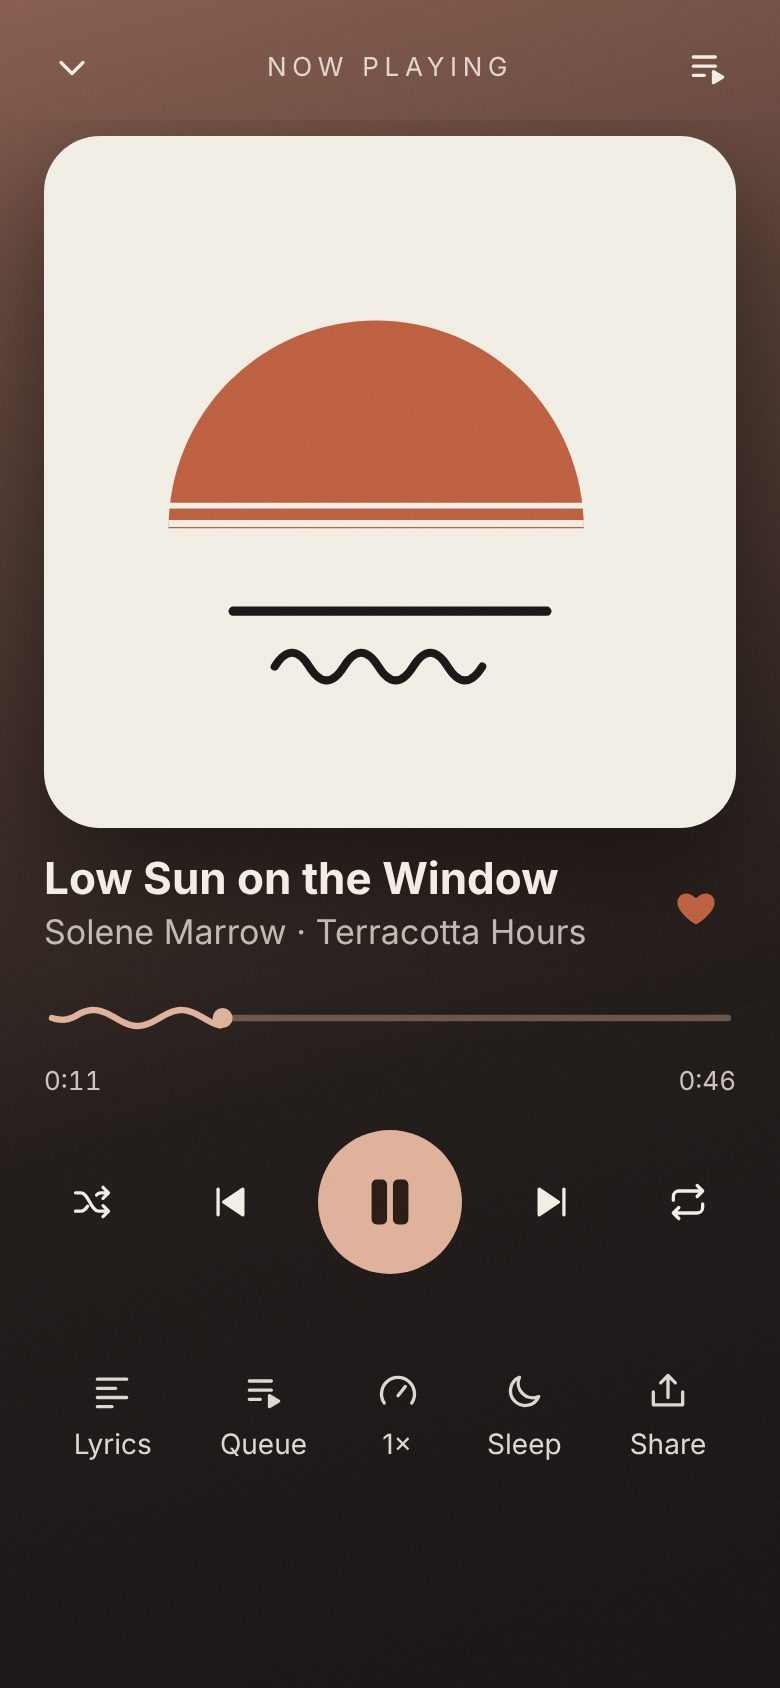 NOW PLAYING
Low Sun on the Window
Solene Marrow · Terracotta Hours
0:11 0:46
Lyrics Queue 1× Sleep Share